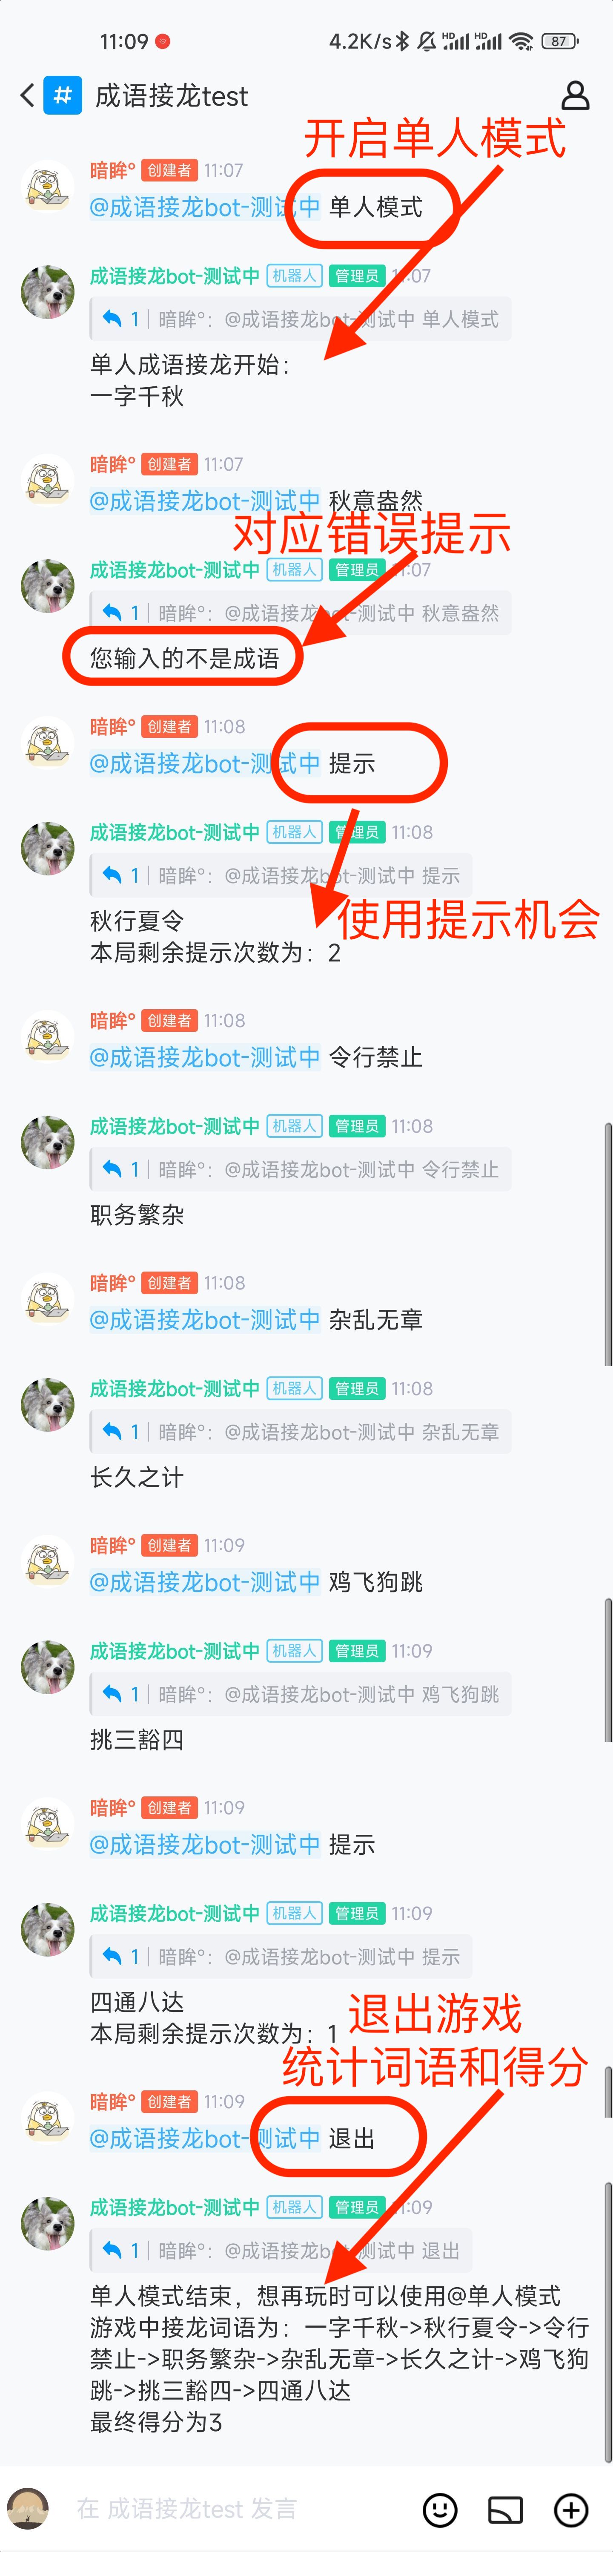 11:09 4.2K/s HD HD 87
# 成语接龙test
开启单人模式
暗眸° 创建者 11:07
@成语接龙bot-测试中 单人模式
成语接龙bot-测试中 机器人 管理员 11:07
1 暗眸°：@成语接龙bot-测试中 单人模式
单人成语接龙开始：
一字千秋
暗眸° 创建者 11:07
@成语接龙bot-测试中 秋意盎然
对应错误提示
成语接龙bot-测试中 机器人 管理员 11:07
1 暗眸°：@成语接龙bot-测试中 秋意盎然
您输入的不是成语
暗眸° 创建者 11:08
@成语接龙bot-测试中 提示
成语接龙bot-测试中 机器人 管理员 11:08
1 暗眸°：@成语接龙bot-测试中 提示
秋行夏令
使用提示机会
本局剩余提示次数为：2
暗眸° 创建者 11:08
@成语接龙bot-测试中 令行禁止
成语接龙bot-测试中 机器人 管理员 11:08
1 暗眸°：@成语接龙bot-测试中 令行禁止
职务繁杂
暗眸° 创建者 11:08
@成语接龙bot-测试中 杂乱无章
成语接龙bot-测试中 机器人 管理员 11:08
1 暗眸°：@成语接龙bot-测试中 杂乱无章
长久之计
暗眸° 创建者 11:09
@成语接龙bot-测试中 鸡飞狗跳
成语接龙bot-测试中 机器人 管理员 11:09
1 暗眸°：@成语接龙bot-测试中 鸡飞狗跳
挑三豁四
暗眸° 创建者 11:09
@成语接龙bot-测试中 提示
成语接龙bot-测试中 机器人 管理员 11:09
1 暗眸°：@成语接龙bot-测试中 提示
四通八达
退出游戏
本局剩余提示次数为：1
统计词语和得分
暗眸° 创建者 11:09
@成语接龙bot-测试中 退出
成语接龙bot-测试中 机器人 管理员 11:09
1 暗眸°：@成语接龙bot-测试中 退出
单人模式结束，想再玩时可以使用@单人模式
游戏中接龙词语为：一字千秋->秋行夏令->令行
禁止->职务繁杂->杂乱无章->长久之计->鸡飞狗
跳->挑三豁四->四通八达
最终得分为3
在 成语接龙test 发言